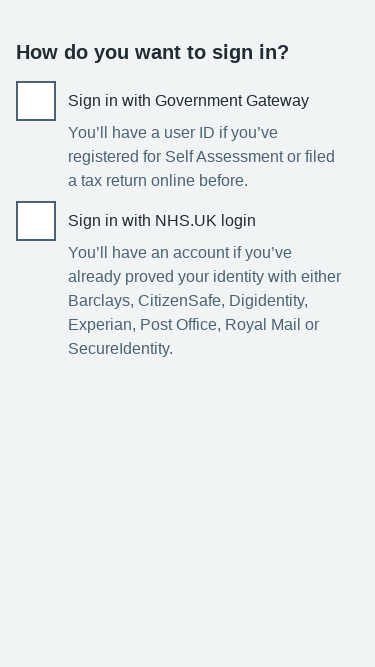 How do you want to sign in?
Sign in with Government Gateway
You’ll have a user ID if you’ve
registered for Self Assessment or filed
a tax return online before.
Sign in with NHS.UK login
You’ll have an account if you’ve
already proved your identity with either
Barclays, CitizenSafe, Digidentity,
Experian, Post Office, Royal Mail or
SecureIdentity.